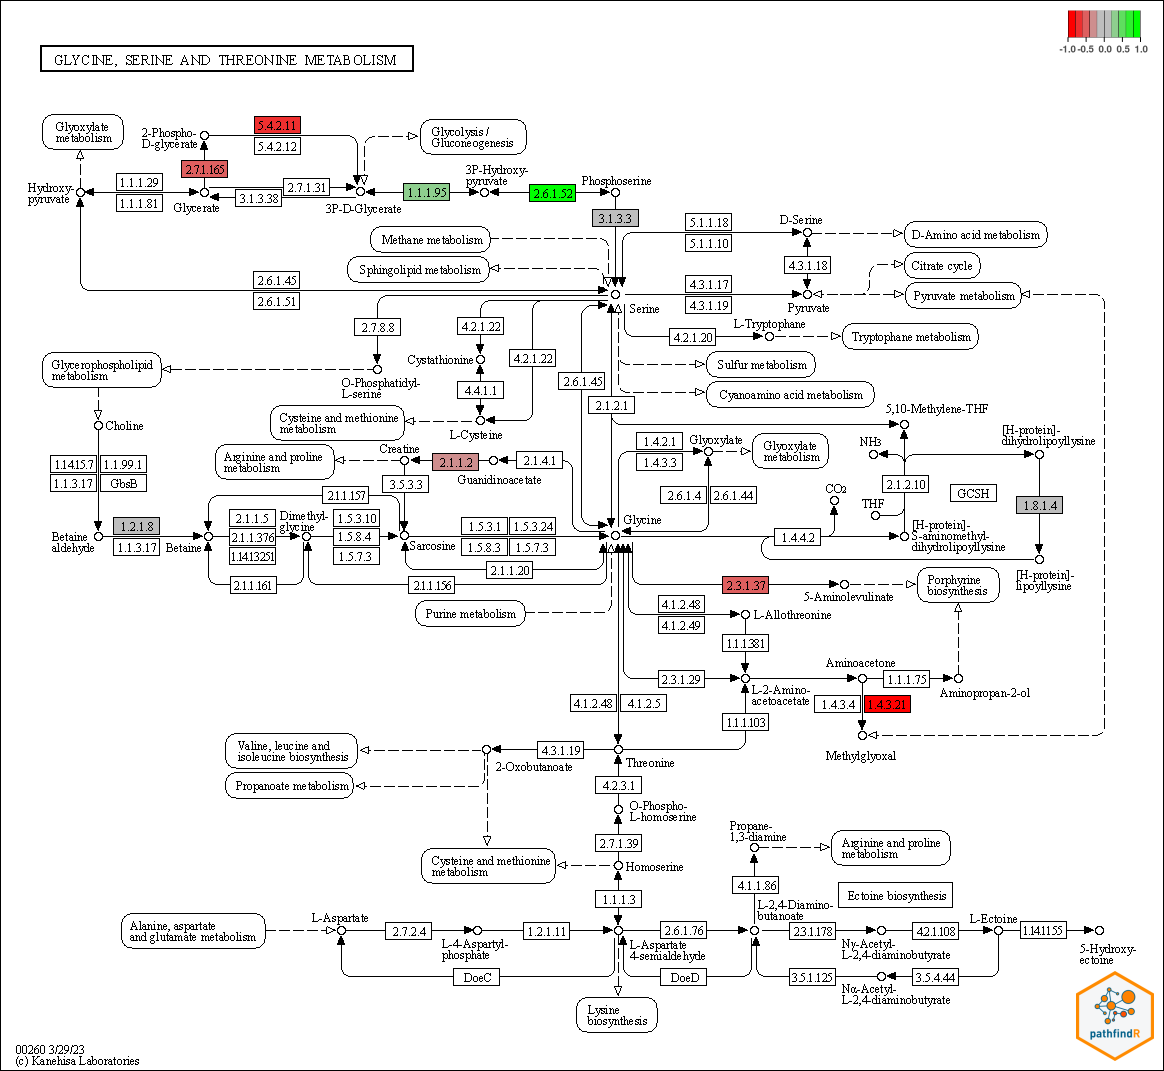 -1.0 -0.5 0.0 0.5 1.0
GLYCINE, SERINE AND THREONINE METABOLISM
Glyoxylate
metabolism
2-Phospho-
D-glycerate
5.4.2.11
5.4.2.12
Glycolysis /
Gluconeogenesis
2.7.1.165
Hydroxy-
pyruvate
1.1.1.29
1.1.1.81
Glycerate
2.7.1.31
3.1.3.38
3P-D-Glycerate
1.1.1.95
3P-Hydroxy-
pyruvate
2.6.1.52
Phosphoserine
3.1.3.3
Methane metabolism
Sphingolipid metabolism
2.6.1.45
2.6.1.51
5.1.1.18
5.1.1.10
D-Serine
D-Amino acid metabolism
4.3.1.18
Citrate cycle
4.3.1.17
4.3.1.19
Pyruvate
Pyruvate metabolism
Serine
2.7.8.8
4.2.1.22
4.2.1.20
L-Tryptophane
Tryptophane metabolism
Glycerophospholipid
metabolism
O-Phosphatidyl-
L-serine
Cystathionine
4.2.1.22
4.4.1.1
2.6.1.45
2.1.2.1
Sulfur metabolism
Cyanoamino acid metabolism
Choline
Cysteine and methionine
metabolism
L-Cysteine
5,10-Methylene-THF
1.14.15.7
1.1.99.1
1.1.3.17
GbsB
Arginine and proline
metabolism
Creatine
2.1.1.2
Guanidinoacetate
2.1.4.1
3.5.3.3
1.4.2.1
1.4.3.3
Glyoxylate
Glyoxylate
metabolism
NH3
[H-protein]-
dihydrolipoyllysine
2.6.1.4
2.6.1.44
CO2
THF
2.1.2.10
GCSH
1.8.1.4
Betaine
aldehyde
1.2.1.8
1.1.3.17
Betaine
2.1.1.157
2.1.1.5
2.1.1.376
1.14.13.251
Dimethyl-
glycine
1.5.3.10
1.5.8.4
1.5.7.3
Sarcosine
1.5.3.1
1.5.3.24
1.5.8.3
1.5.7.3
Glycine
1.4.4.2
[H-protein]-
S-aminomethyl-
dihydrolipoyllysine
[H-protein]-
lipoyllysine
2.1.1.161
2.1.1.156
2.1.1.20
Purine metabolism
2.3.1.37
5-Aminolevulinate
Porphyrine
biosynthesis
4.1.2.48
4.1.2.49
L-Allothreonine
1.1.1.381
2.3.1.29
L-2-Amino-
acetoacetate
Aminoacetone
1.1.1.75
Aminopropan-2-ol
4.1.2.48
4.1.2.5
1.1.1.103
1.4.3.4
1.4.3.21
Methylglyoxal
Valine, leucine and
isoleucine biosynthesis
2-Oxobutanoate
4.3.1.19
Threonine
Propanoate metabolism
4.2.3.1
O-Phospho-
L-homoserine
2.7.1.39
Cysteine and methionine
metabolism
Homoserine
Propane-
1,3-diamine
Arginine and proline
metabolism
1.1.1.3
4.1.1.86
Ectoine biosynthesis
Alanine, aspartate
and glutamate metabolism
L-Aspartate
2.7.2.4
L-4-Aspartyl-
phosphate
1.2.1.11
L-Aspartate
4-semialdehyde
2.6.1.76
L-2,4-Diamino-
butanoate
2.3.1.178
Nγ-Acetyl-
L-2,4-diaminobutyrate
4.2.1.108
L-Ectoine
1.14.11.55
5-Hydroxy-
ectoine
DoeC
DoeD
3.5.1.125
Nα-Acetyl-
L-2,4-diaminobutyrate
3.5.4.44
Lysine
biosynthesis
pathfindR
00260 3/29/23
(c) Kanehisa Laboratories